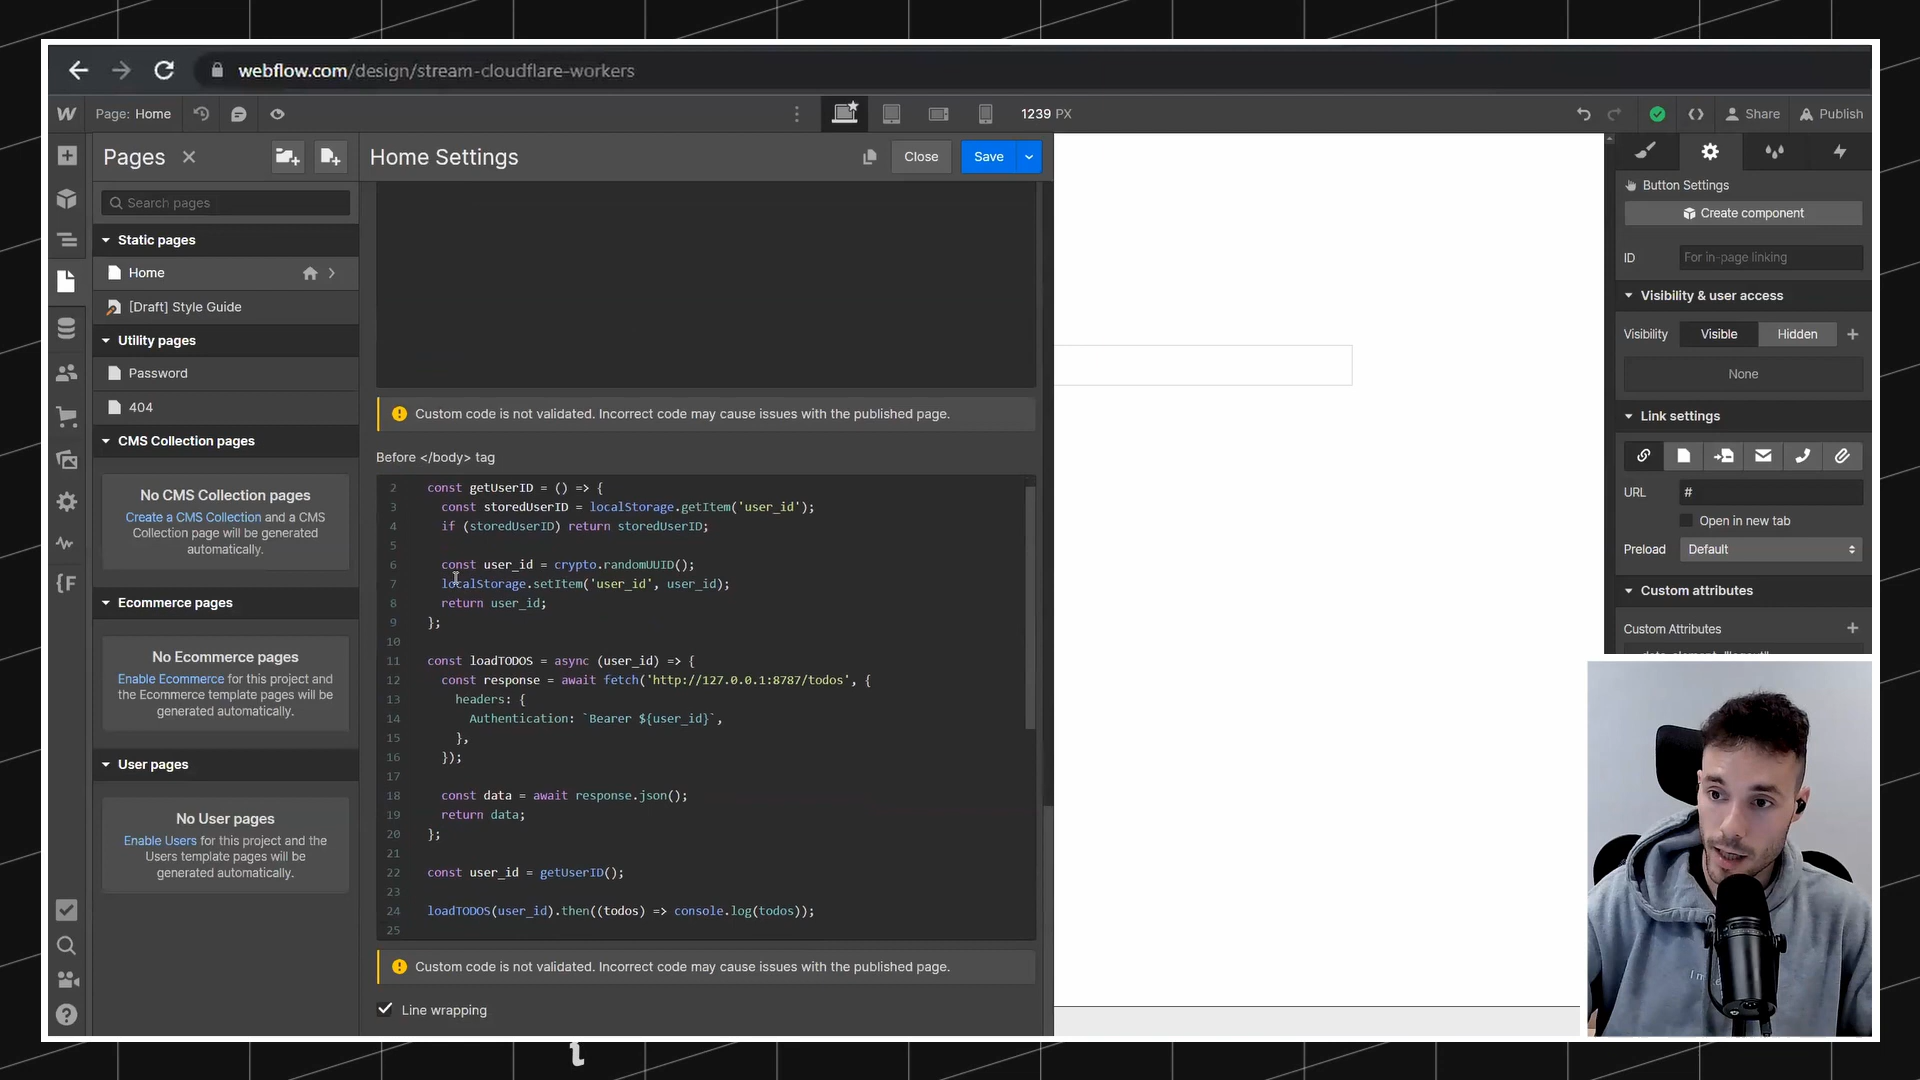 webflow.com/design/stream-cloudflare-workers
Page: Home
1239 PX
Share
Publish
Pages
Home Settings
Close
Save
Search pages
Static pages
Home
[Draft] Style Guide
Utility pages
Password
404
CMS Collection pages
No CMS Collection pages
Create a CMS Collection and a CMS
Collection page will be generated
automatically.
Ecommerce pages
No Ecommerce pages
Enable Ecommerce for this project and
the Ecommerce template pages will be
generated automatically.
User pages
No User pages
Enable Users for this project and the
Users template pages will be
generated automatically.
Custom code is not validated. Incorrect code may cause issues with the published page.
Before </body> tag
2 const getUserID = () => {
3 const storedUserID = localStorage.getItem('user_id');
4 if (storedUserID) return storedUserID;
5
6 const user_id = crypto.randomUUID();
7 localStorage.setItem('user_id', user_id);
8 return user_id;
9 };
10
11 const loadTODOS = async (user_id) => {
12 const response = await fetch('http://127.0.0.1:8787/todos', {
13 headers: {
14 Authentication: `Bearer ${user_id}`,
15 },
16 });
17
18 const data = await response.json();
19 return data;
20 };
21
22 const user_id = getUserID();
23
24 loadTODOS(user_id).then((todos) => console.log(todos));
25
Custom code is not validated. Incorrect code may cause issues with the published page.
Line wrapping
Button Settings
Create component
ID
For in-page linking
Visibility & user access
Visibility
Visible
Hidden
None
Link settings
URL
#
Open in new tab
Preload
Default
Custom attributes
Custom Attributes